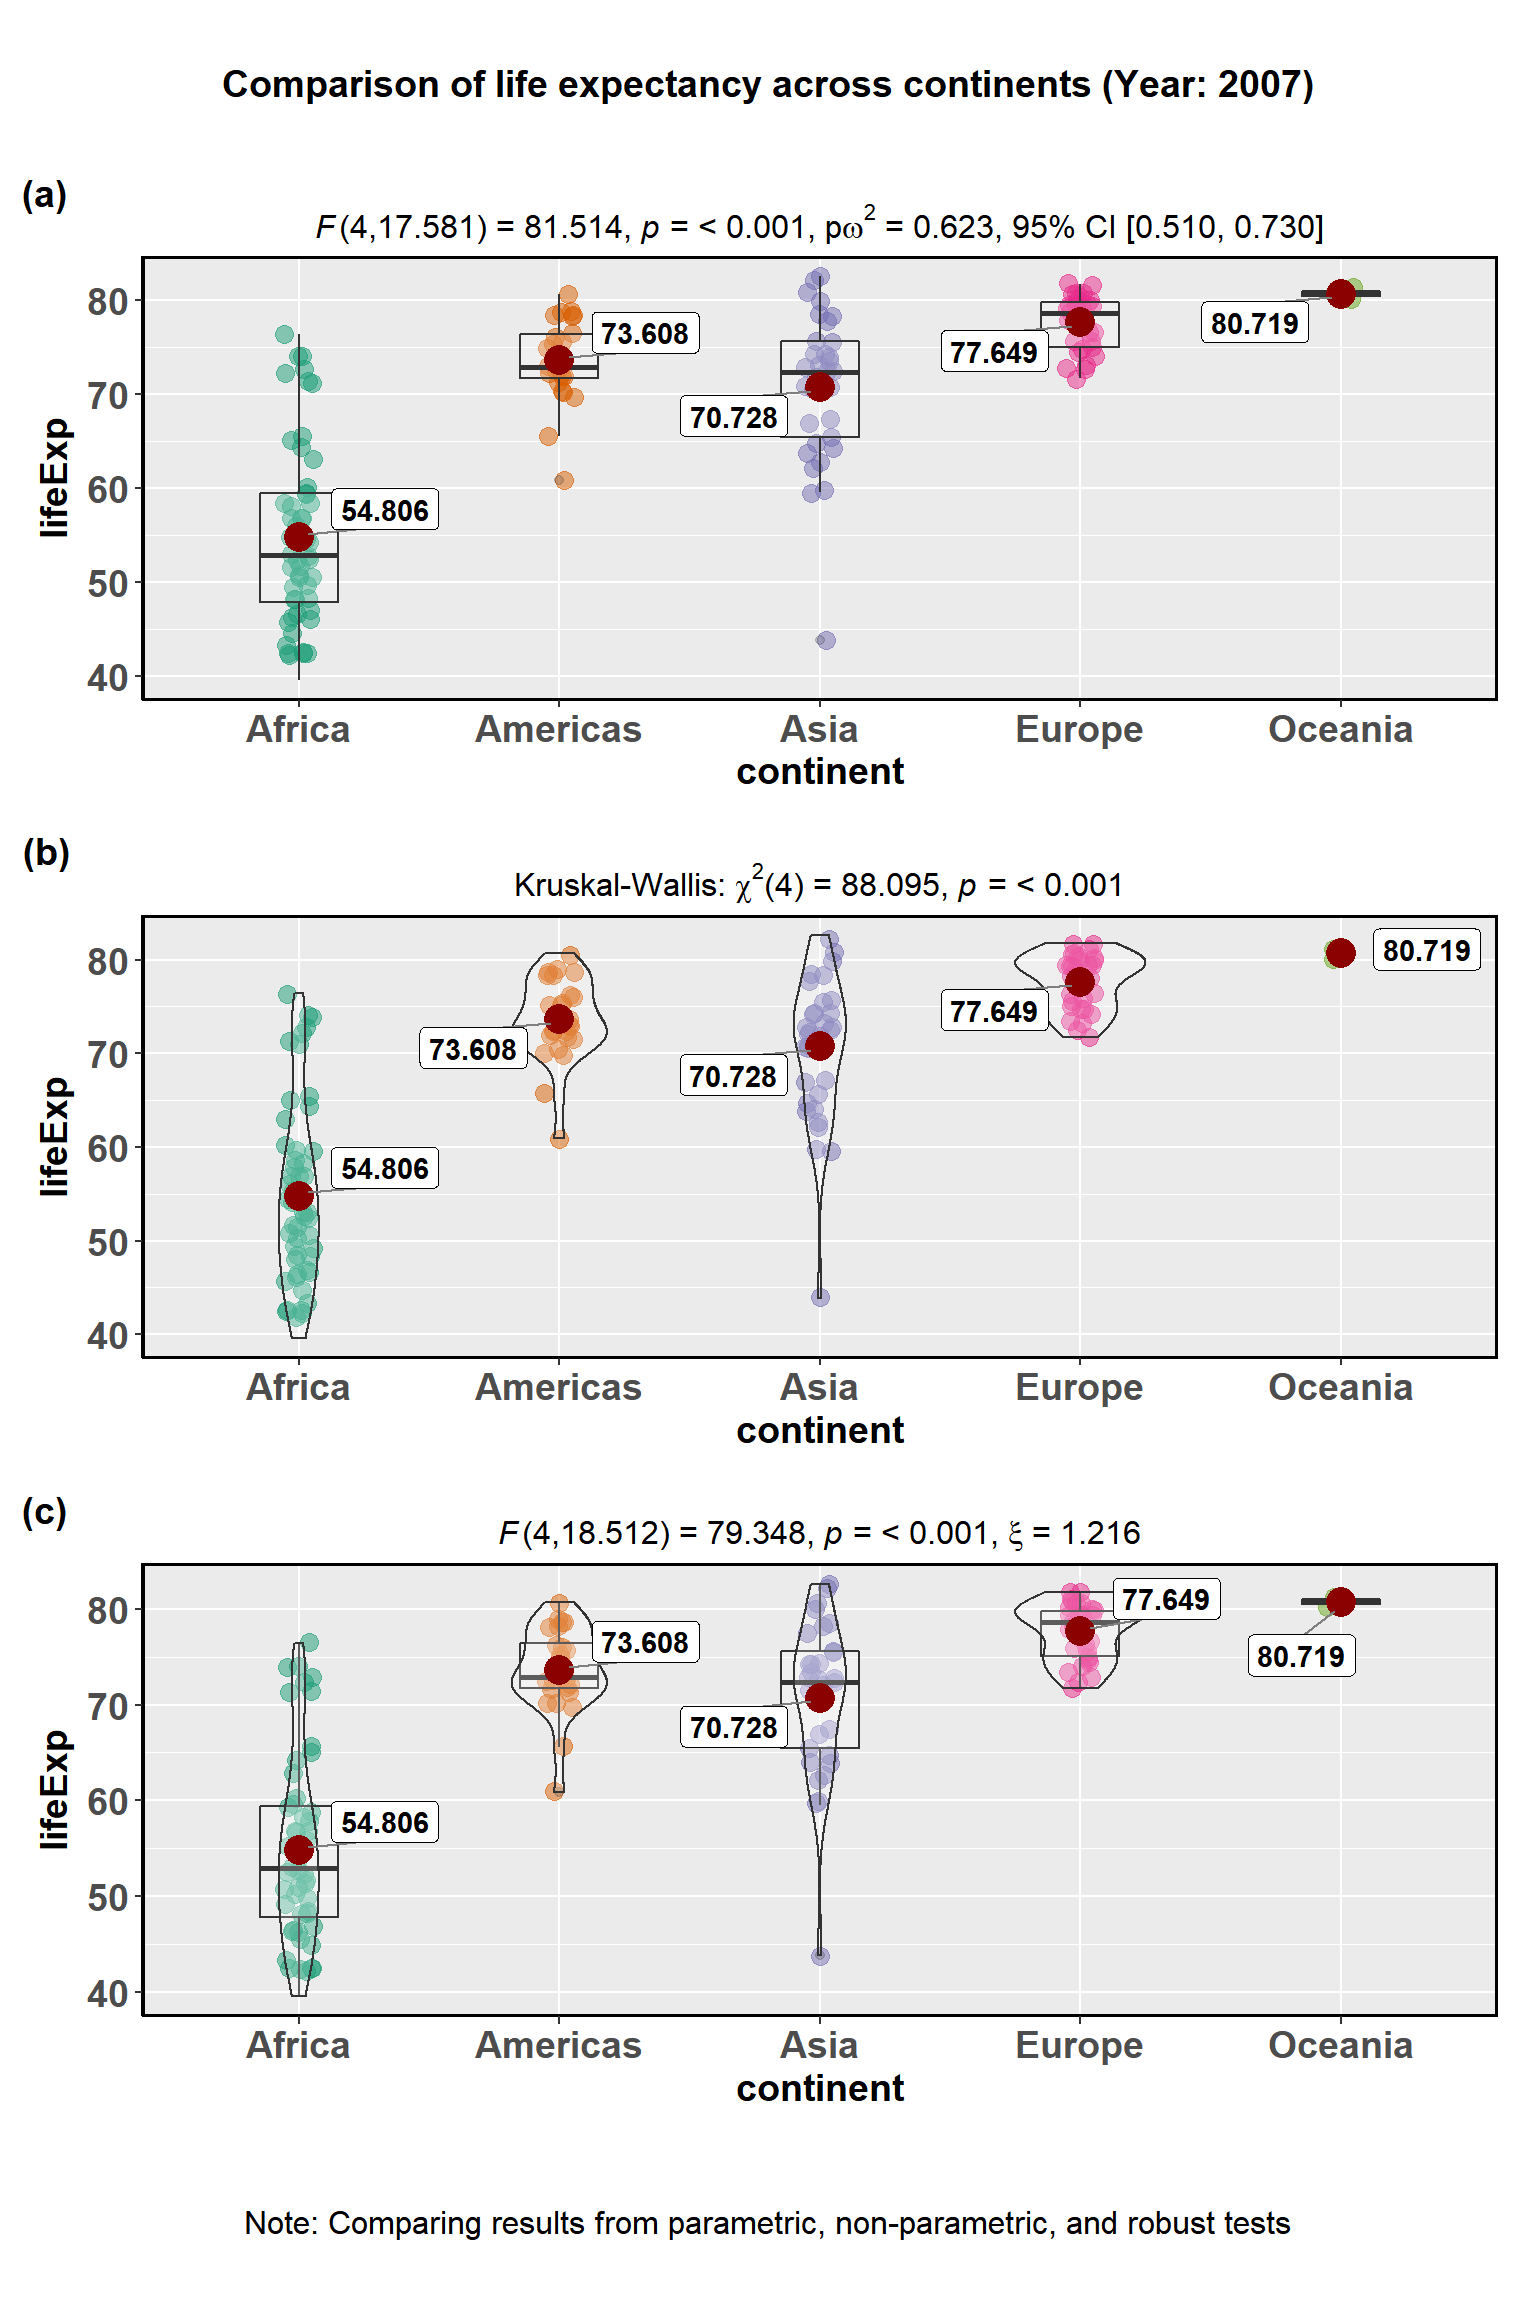 Comparison of life expectancy across continents (Year: 2007)
(a)
F(4,17.581) = 81.514, p = < 0.001, pω² = 0.623, 95% CI [0.510, 0.730]
lifeExp
80
70
60
50
40
54.806
73.608
70.728
77.649
80.719
Africa Americas Asia Europe Oceania
continent
(b)
Kruskal-Wallis: χ²(4) = 88.095, p = < 0.001
lifeExp
80
70
60
50
40
54.806
73.608
70.728
77.649
80.719
Africa Americas Asia Europe Oceania
continent
(c)
F(4,18.512) = 79.348, p = < 0.001, ξ = 1.216
lifeExp
80
70
60
50
40
54.806
73.608
70.728
77.649
80.719
Africa Americas Asia Europe Oceania
continent
Note: Comparing results from parametric, non-parametric, and robust tests